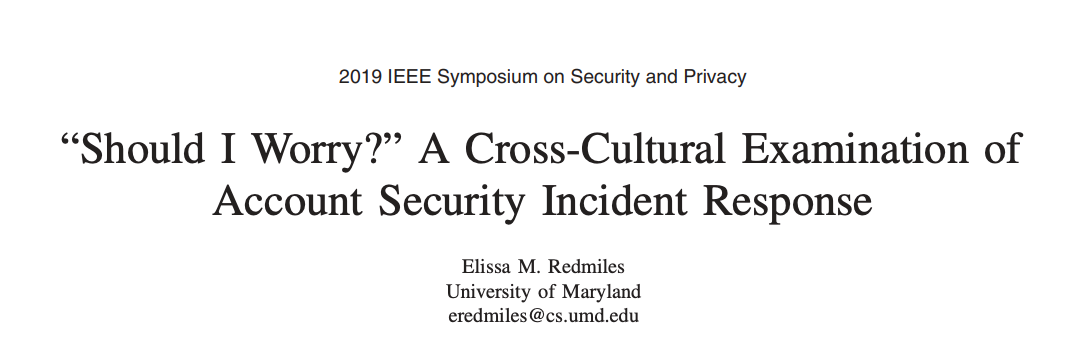 2019 IEEE Symposium on Security and Privacy
“Should I Worry?” A Cross-Cultural Examination of
Account Security Incident Response
Elissa M. Redmiles
University of Maryland
eredmiles@cs.umd.edu